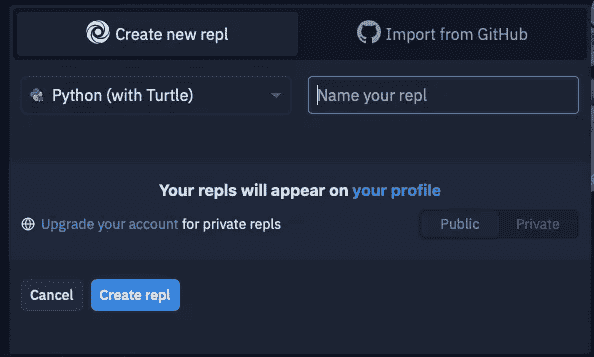 Create new repl
Import from GitHub
Python (with Turtle)
Name your repl
Your repls will appear on your profile
Upgrade your account for private repls
Public
Private
Cancel
Create repl